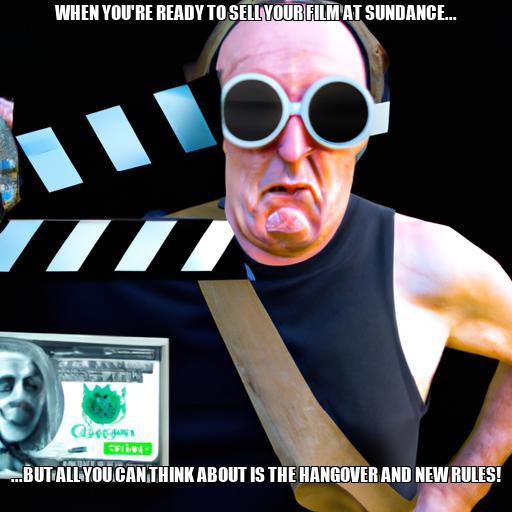 WHEN YOU'RE READY TO SELL YOUR FILM AT SUNDANCE...
...BUT ALL YOU CAN THINK ABOUT IS THE HANGOVER AND NEW RULES!